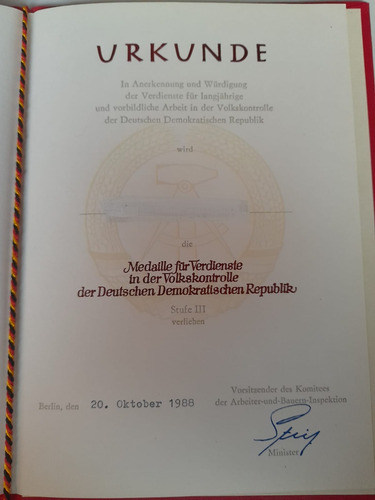 URKUNDE
In Anerkennung und Würdigung
der Verdienste für langjährige
und vorbildliche Arbeit in der Volkskontrolle
der Deutschen Demokratischen Republik
wird
die
Medaille für Verdienste
in der Volkskontrolle
der Deutschen Demokratischen Republik
Stufe III
verliehen
Vorsitzender des Komitees
der Arbeiter-und-Bauern-Inspektion
Berlin, den 20. Oktober 1988
Minister